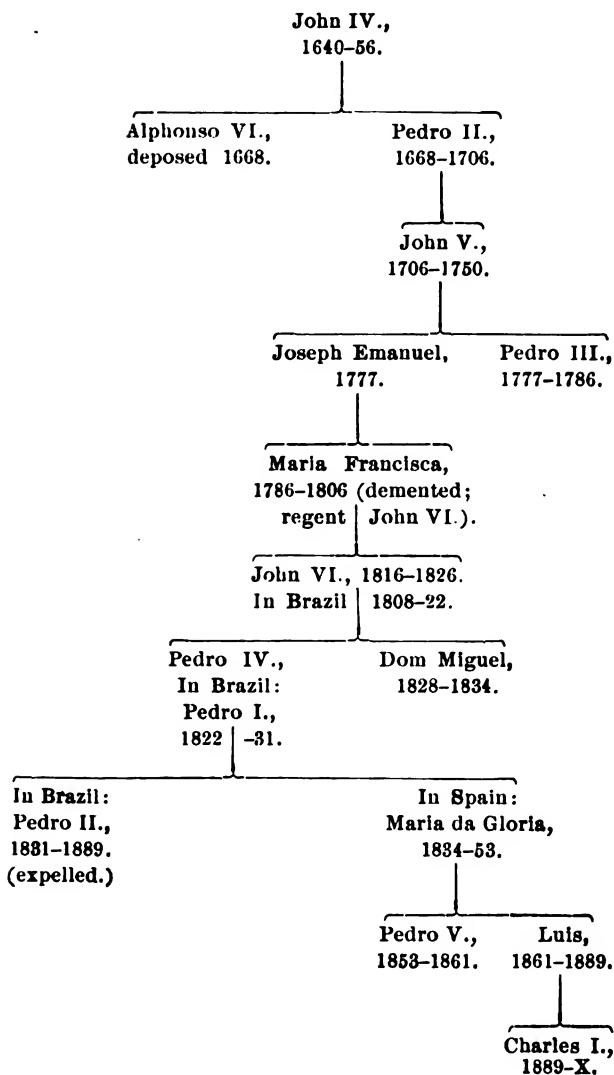 John IV.,
1640-56.
Alphonso VI.,
deposed 1668.
Pedro II.,
1668-1706.
John V.,
1706-1750.
Joseph Emanuel,
1777.
Pedro III.,
1777-1786.
Maria Francisca,
1786-1806 (demented;
regent John VI.).
John VI., 1816-1826.
In Brazil 1808-22.
Pedro IV.,
In Brazil:
Pedro I.,
1822 -31.
Dom Miguel,
1828-1834.
In Brazil:
Pedro II.,
1831-1889.
(expelled.)
In Spain:
Maria da Gloria,
1834-53.
Pedro V.,
1853-1861.
Luis,
1861-1889.
Charles I.,
1889-X.